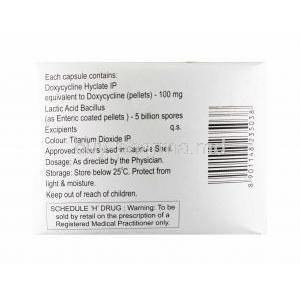 Each capsule contains:
Doxycycline Hyclate IP
equivalent to Doxycycline (pellets) - 100 mg
Lactic Acid Bacillus
(as Enteric coated pellets) - 5 billion spores
Excipients q.s.
Colour: Titanium Dioxide IP
Approved colours used in capsule Shell
Dosage: As directed by the Physician.
Storage: Store below 25°C. Protect from
light & moisture.
Keep out of reach of children.
SCHEDULE 'H' DRUG : Warning: To be
sold by retail on the prescription of a
Registered Medical Practitioner only.